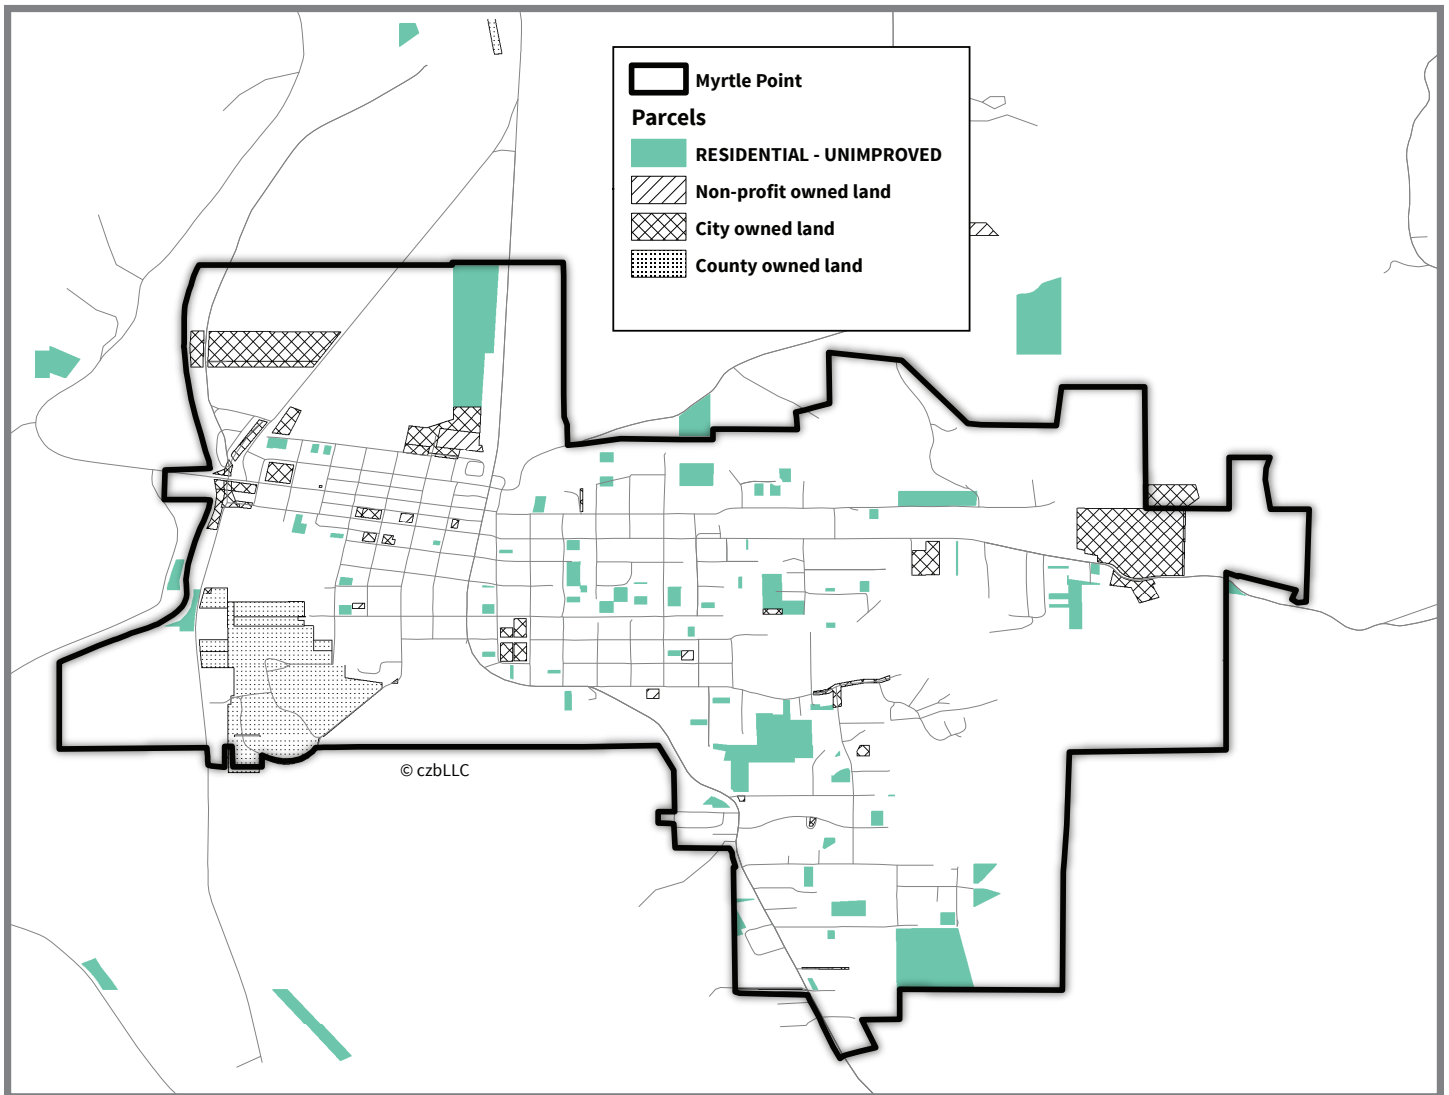 Myrtle Point
Parcels
RESIDENTIAL - UNIMPROVED
Non-profit owned land
City owned land
County owned land
© czbLLC